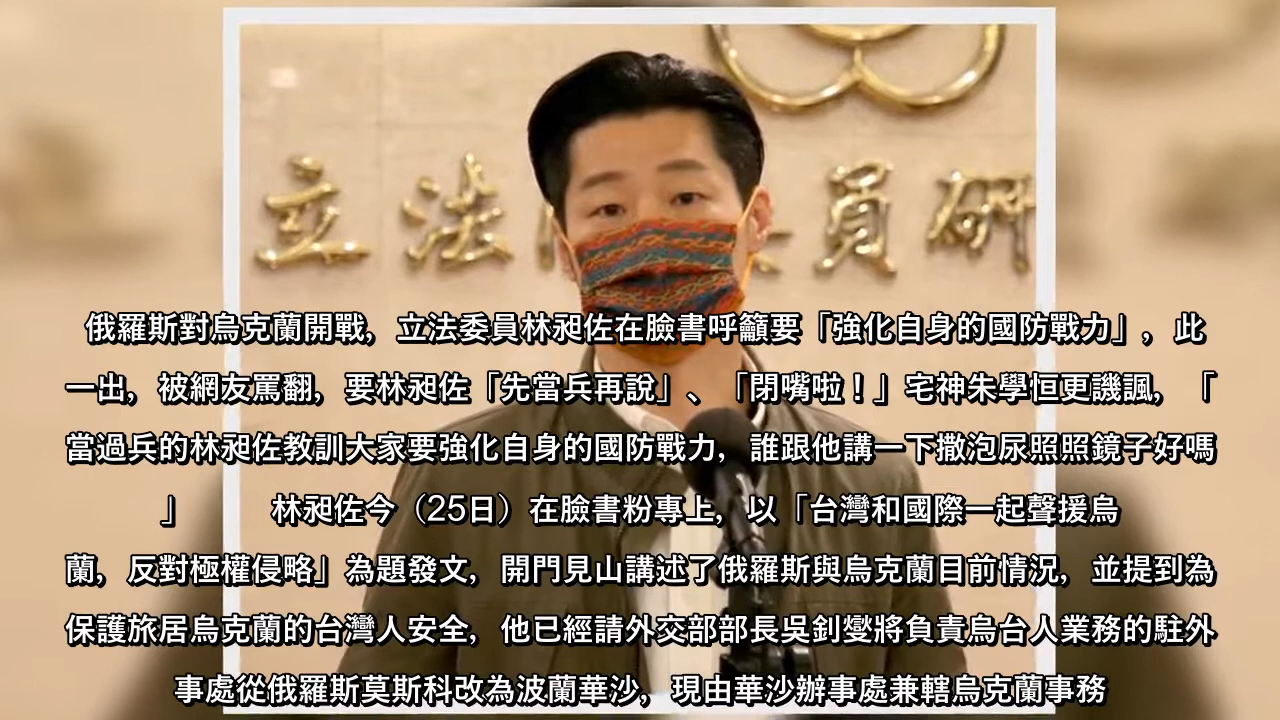 立法
員研
俄羅斯對烏克蘭開戰，立法委員林昶佐在臉書呼籲要「強化自身的國防戰力」，此
一出，被網友罵翻，要林昶佐「先當兵再說」、「閉嘴啦！」宅神朱學恒更譏諷，「
當過兵的林昶佐教訓大家要強化自身的國防戰力，誰跟他講一下撒泡尿照照鏡子好嗎
」 林昶佐今（25日）在臉書粉專上，以「台灣和國際一起聲援烏
蘭，反對極權侵略」為題發文，開門見山講述了俄羅斯與烏克蘭目前情況，並提到為
保護旅居烏克蘭的台灣人安全，他已經請外交部部長吳釗燮將負責烏台人業務的駐外
事處從俄羅斯莫斯科改為波蘭華沙，現由華沙辦事處兼轄烏克蘭事務